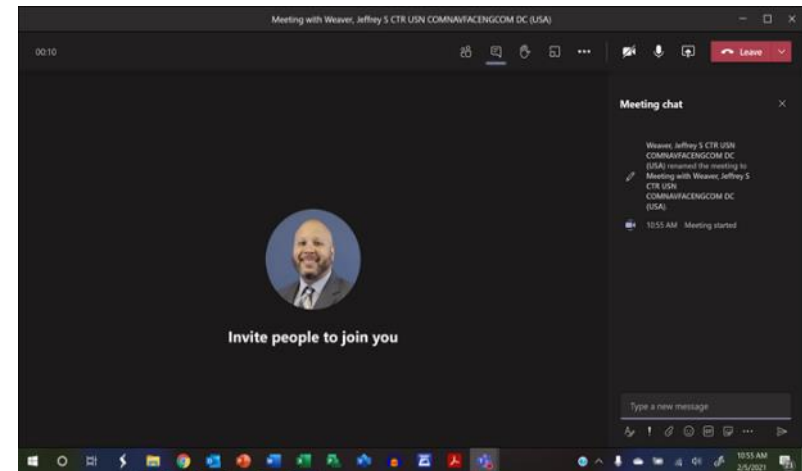 Meeting with Weaver, Jeffrey S CTR USN COMNAVFACENGCOM DC (USA)
00:10
Leave
Meeting chat
Weaver, Jeffrey S CTR USN
COMNAVFACENGCOM DC
(USA) renamed the meeting to
Meeting with Weaver, Jeffrey S
CTR USN
COMNAVFACENGCOM DC
(USA).
10:55 AM Meeting started
Invite people to join you
Type a new message
10:55 AM
2/5/2021